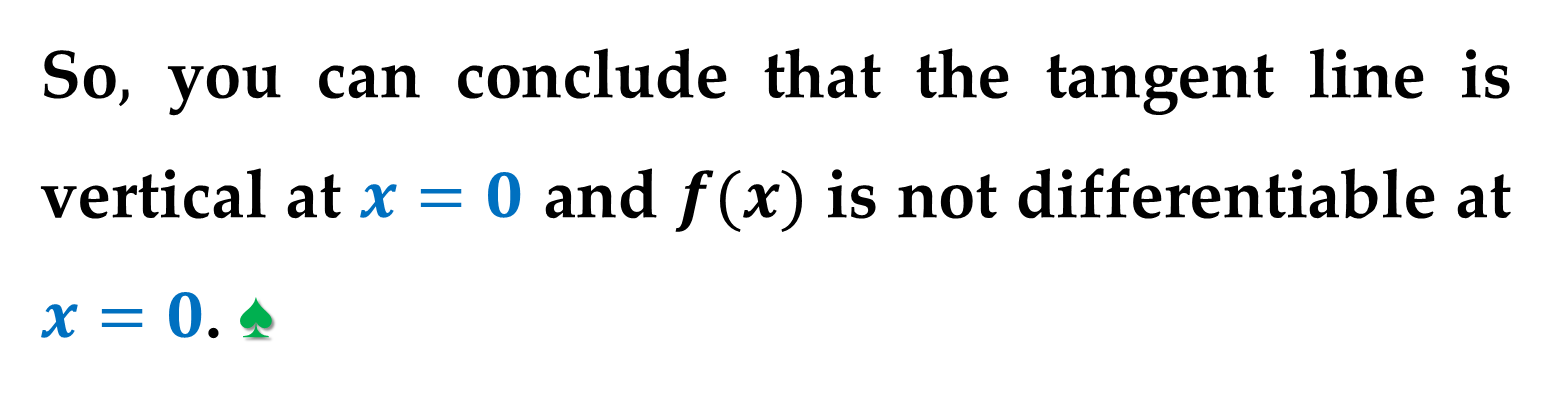 So, you can conclude that the tangent line is
vertical at x = 0 and f(x) is not differentiable at
x = 0. ♠